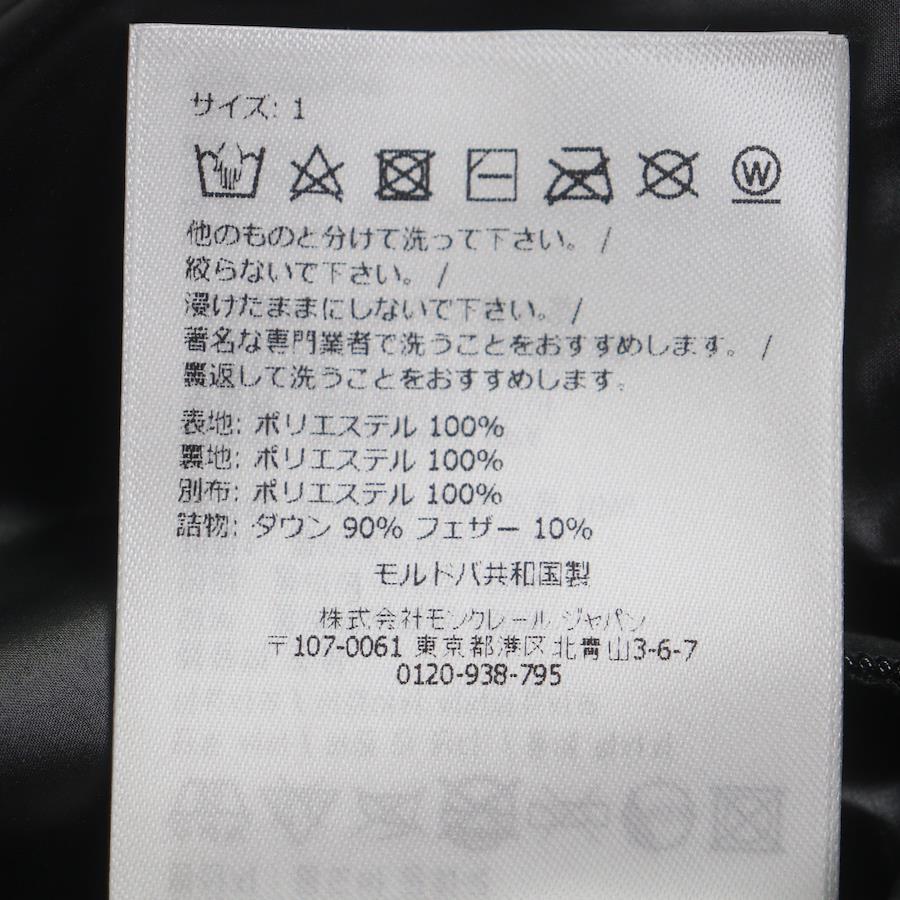 サイズ: 1
W
他のものと分けて洗って下さい。 /
絞らないで下さい。 /
浸けたままにしないで下さい。 /
著名な専門業者で洗うことをおすすめします。 /
裏返して洗うことをおすすめします。
表地: ポリエステル 100%
裏地: ポリエステル 100%
別布: ポリエステル 100%
詰物: ダウン 90% フェザー 10%
モルドバ共和国製
株式会社モンクレール ジャパン
〒107-0061 東京都港区北青山3-6-7
0120-938-795